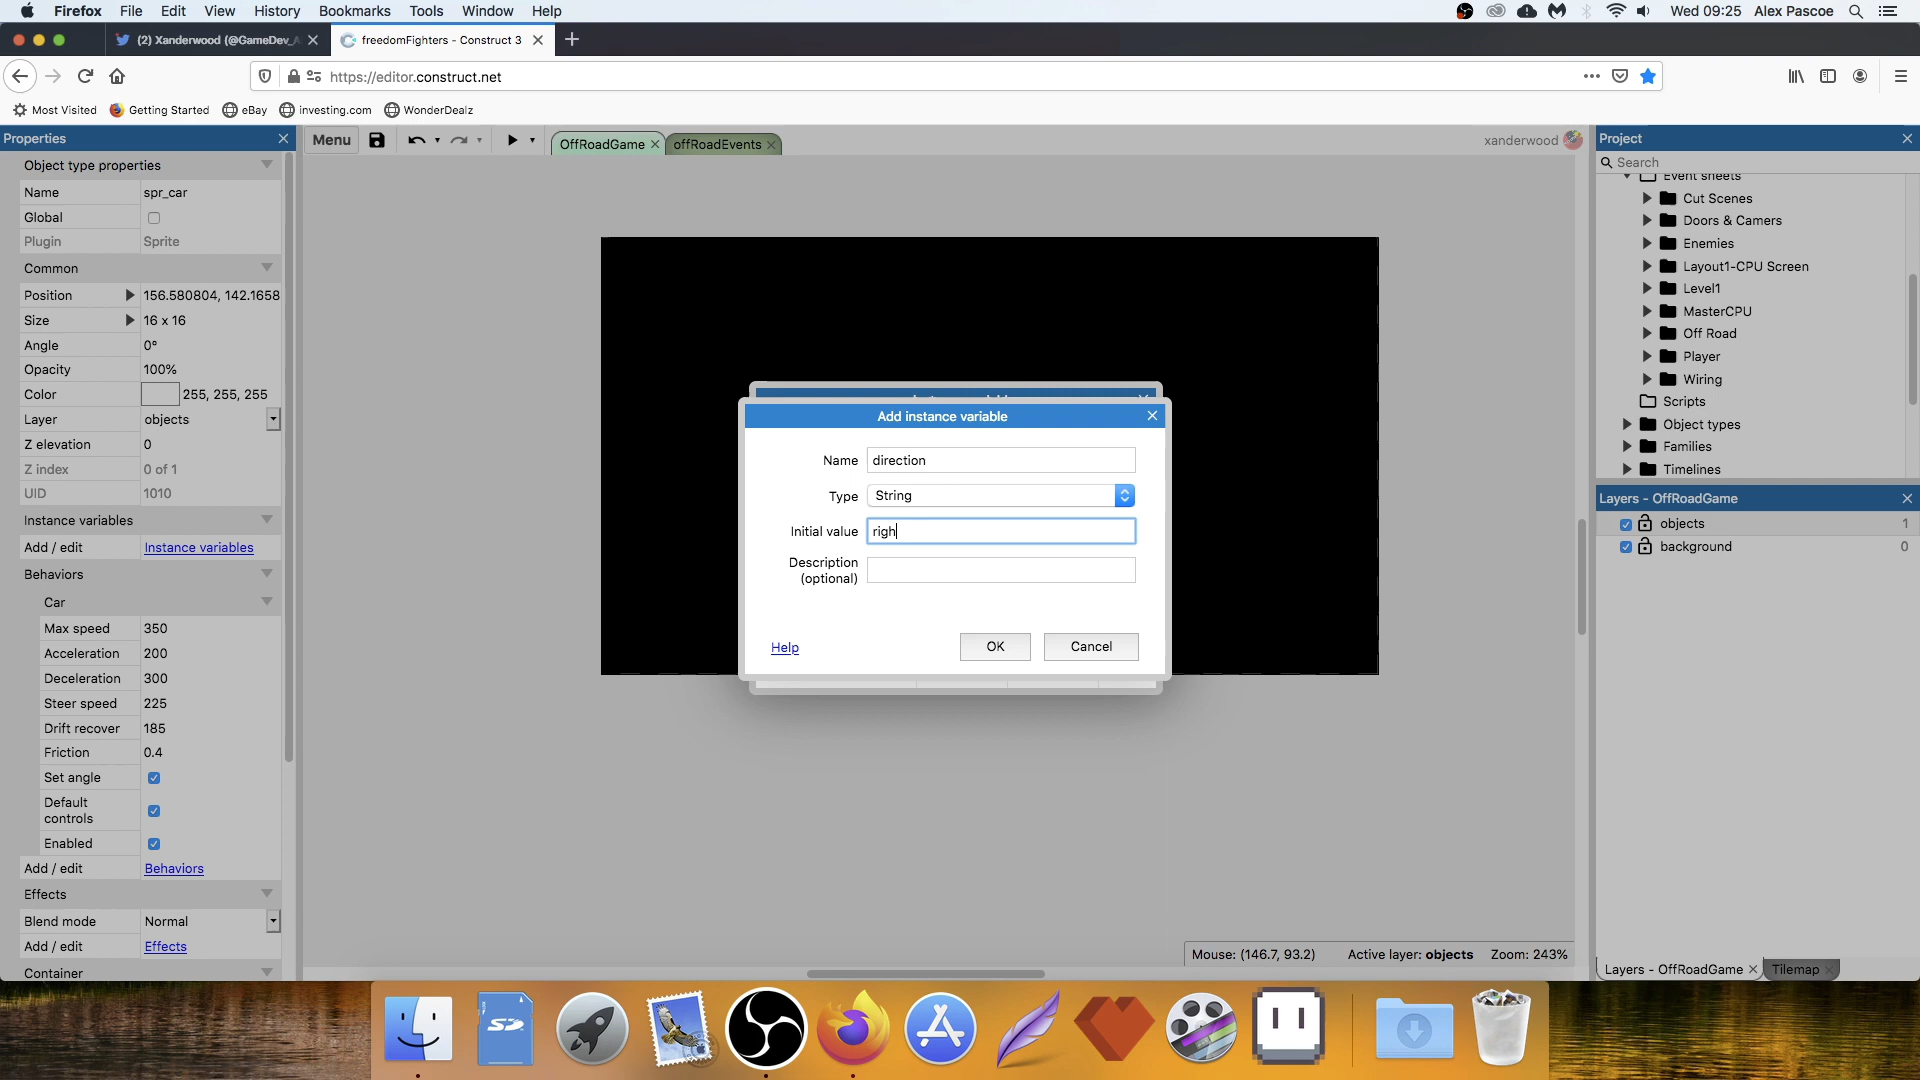 Firefox File Edit View History Bookmarks Tools Window Help
Wed 09:25 Alex Pascoe
(2) Xanderwood (@GameDev_A
freedomFighters - Construct 3
https://editor.construct.net
Most Visited Getting Started eBay investing.com WonderDealz
Properties
Menu
OffRoadGame
offRoadEvents
xanderwood
Project
Object type properties
Name spr_car
Global
Plugin Sprite
Common
Position 156.580804, 142.1658
Size 16 x 16
Angle 0°
Opacity 100%
Color 255, 255, 255
Layer objects
Z elevation 0
Z index 0 of 1
UID 1010
Instance variables
Add / edit Instance variables
Behaviors
Car
Max speed 350
Acceleration 200
Deceleration 300
Steer speed 225
Drift recover 185
Friction 0.4
Set angle
Default
controls
Enabled
Add / edit Behaviors
Effects
Blend mode Normal
Add / edit Effects
Container
Add instance variable
Name direction
Type String
Initial value righ
Description
(optional)
Help OK Cancel
Mouse: (146.7, 93.2) Active layer: objects Zoom: 243%
Search
Event sheets
Cut Scenes
Doors & Camers
Enemies
Layout1-CPU Screen
Level1
MasterCPU
Off Road
Player
Wiring
Scripts
Object types
Families
Timelines
Layers - OffRoadGame
objects 1
background 0
Layers - OffRoadGame
Tilemap